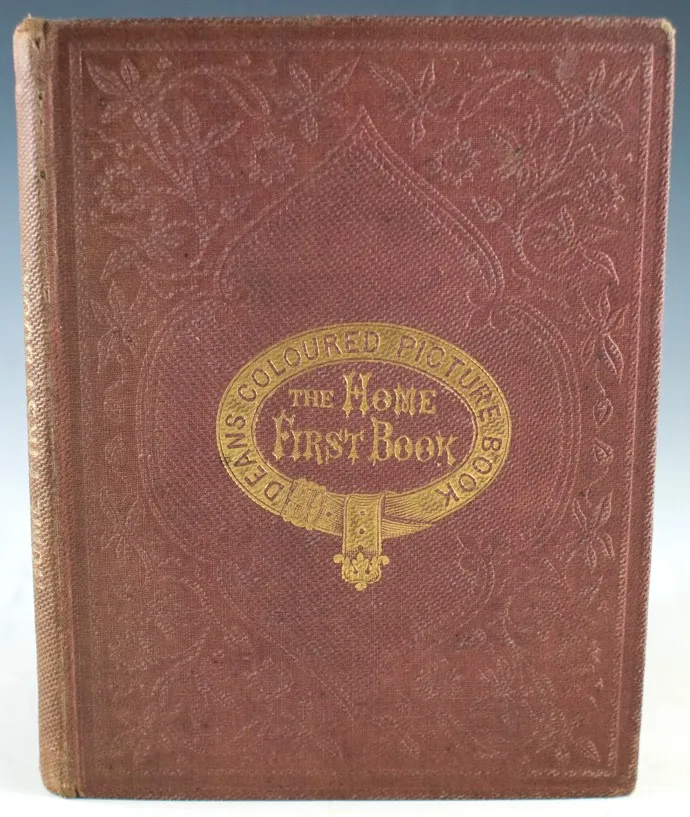 DEANS COLOURED PICTURE BOOK
THE HOME
FIRST BOOK